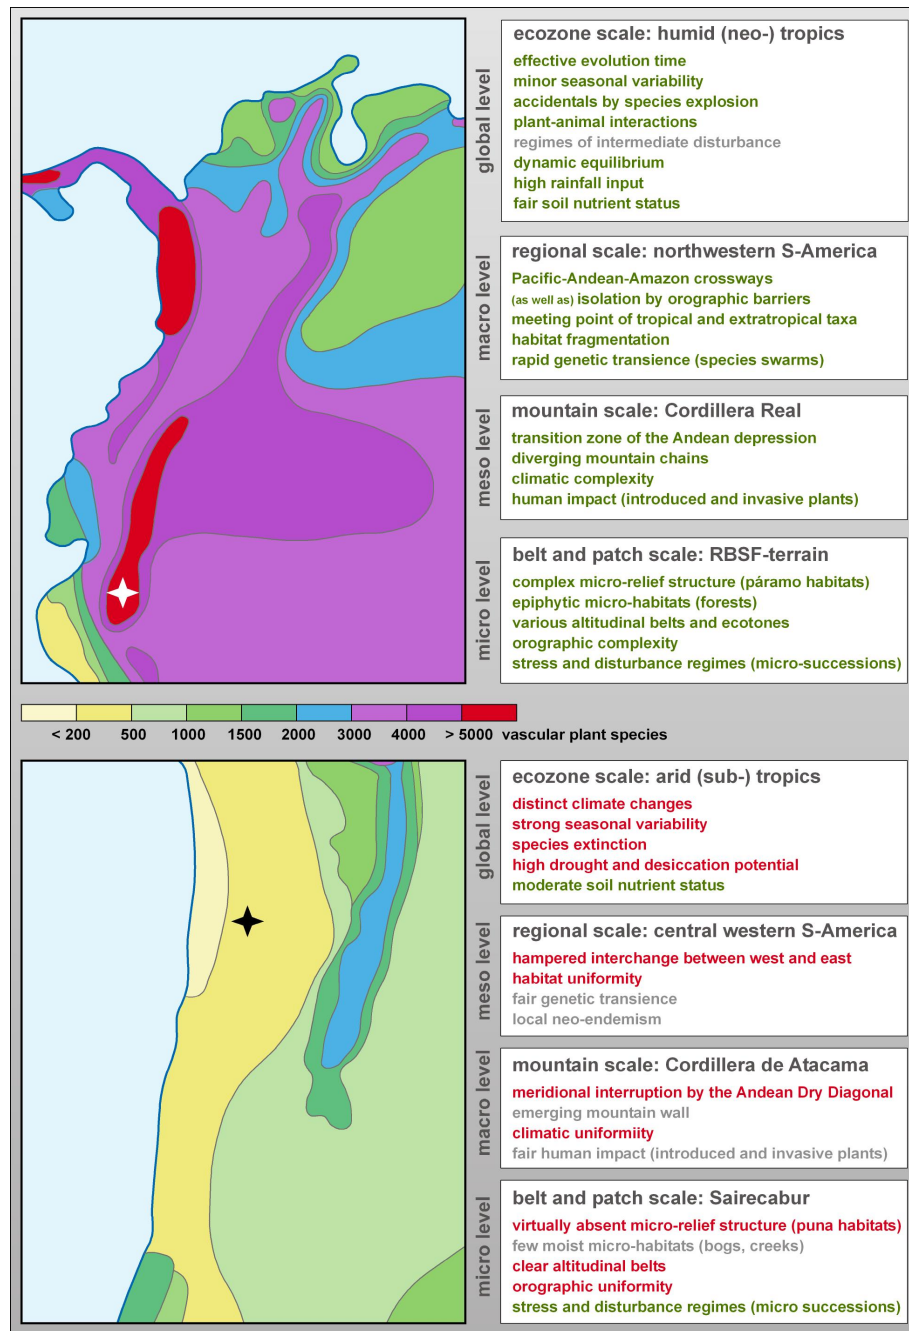 global level
ecozone scale: humid (neo-) tropics
effective evolution time
minor seasonal variability
accidentals by species explosion
plant-animal interactions
regimes of intermediate disturbance
dynamic equilibrium
high rainfall input
fair soil nutrient status
macro level
regional scale: northwestern S-America
Pacific-Andean-Amazon crossways
(as well as) isolation by orographic barriers
meeting point of tropical and extratropical taxa
habitat fragmentation
rapid genetic transience (species swarms)
meso level
mountain scale: Cordillera Real
transition zone of the Andean depression
diverging mountain chains
climatic complexity
human impact (introduced and invasive plants)
micro level
belt and patch scale: RBSF-terrain
complex micro-relief structure (páramo habitats)
epiphytic micro-habitats (forests)
various altitudinal belts and ecotones
orographic complexity
stress and disturbance regimes (micro-successions)
< 200 500 1000 1500 2000 3000 4000 > 5000 vascular plant species
global level
ecozone scale: arid (sub-) tropics
distinct climate changes
strong seasonal variability
species extinction
high drought and desiccation potential
moderate soil nutrient status
meso level
regional scale: central western S-America
hampered interchange between west and east
habitat uniformity
fair genetic transience
local neo-endemism
macro level
mountain scale: Cordillera de Atacama
meridional interruption by the Andean Dry Diagonal
emerging mountain wall
climatic uniformiity
fair human impact (introduced and invasive plants)
micro level
belt and patch scale: Sairecabur
virtually absent micro-relief structure (puna habitats)
few moist micro-habitats (bogs, creeks)
clear altitudinal belts
orographic uniformity
stress and disturbance regimes (micro successions)